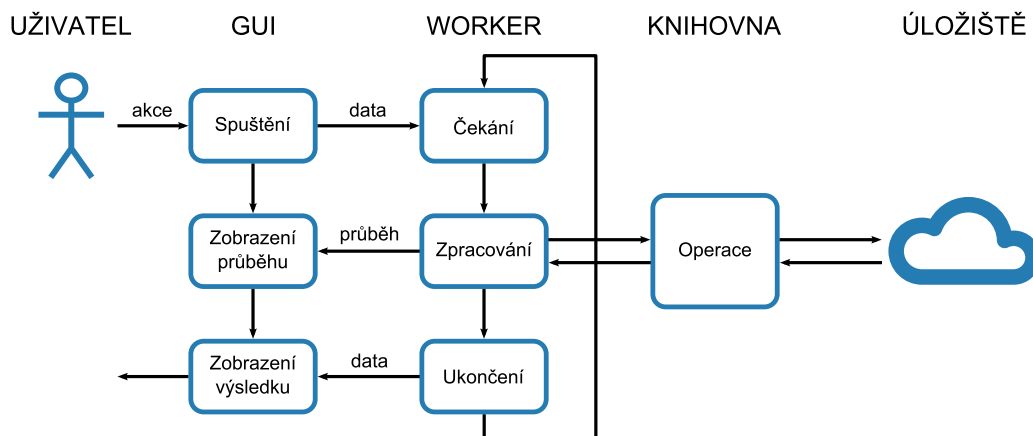 UŽIVATEL
GUI
WORKER
KNIHOVNA
ÚLOŽIŠTĚ
akce
Spuštění
data
Čekání
Zobrazení
průběhu
průběh
Zpracování
Operace
Zobrazení
výsledku
data
Ukončení